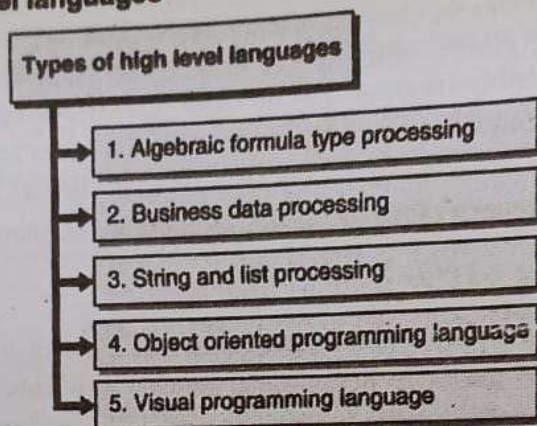 languages
Types of high level languages
1. Algebraic formula type processing
2. Business data processing
3. String and list processing
4. Object oriented programming language
5. Visual programming language